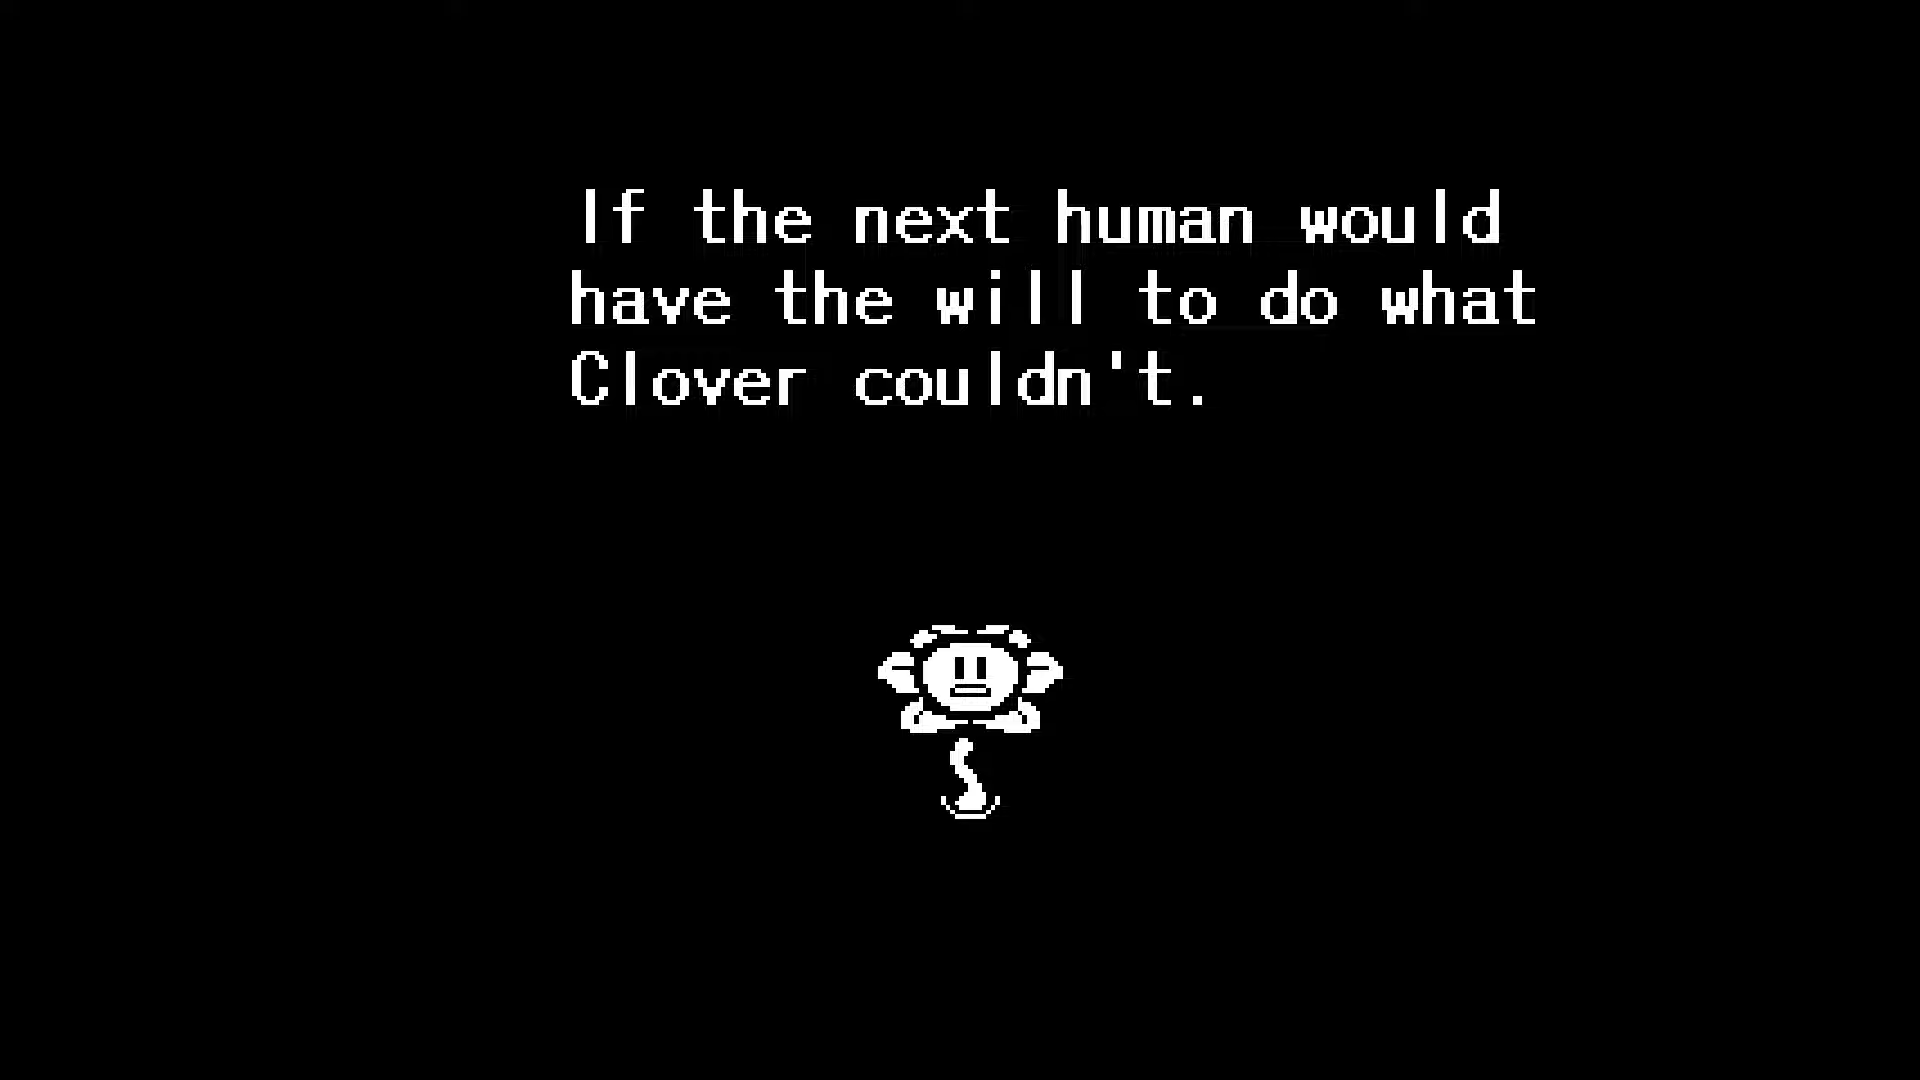 If the next human would
have the will to do what
Clover couldn't.